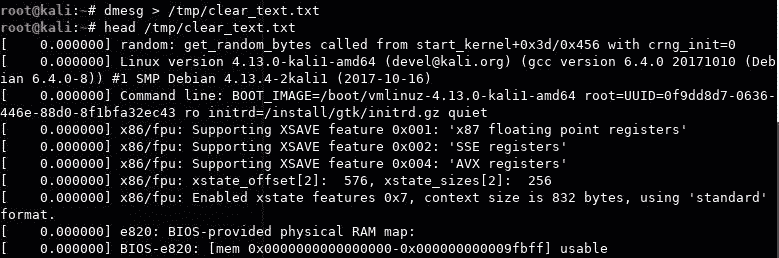 root@kali:~# dmesg > /tmp/clear_text.txt
root@kali:~# head /tmp/clear_text.txt
[    0.000000] random: get_random_bytes called from start_kernel+0x3d/0x456 with crng_init=0
[    0.000000] Linux version 4.13.0-kali1-amd64 (devel@kali.org) (gcc version 6.4.0 20171010 (Deb
ian 6.4.0-8)) #1 SMP Debian 4.13.4-2kali1 (2017-10-16)
[    0.000000] Command line: BOOT_IMAGE=/boot/vmlinuz-4.13.0-kali1-amd64 root=UUID=0f9dd8d7-0636-
446e-88d0-8f1bfa32ec43 ro initrd=/install/gtk/initrd.gz quiet
[    0.000000] x86/fpu: Supporting XSAVE feature 0x001: 'x87 floating point registers'
[    0.000000] x86/fpu: Supporting XSAVE feature 0x002: 'SSE registers'
[    0.000000] x86/fpu: Supporting XSAVE feature 0x004: 'AVX registers'
[    0.000000] x86/fpu: xstate_offset[2]:  576, xstate_sizes[2]:  256
[    0.000000] x86/fpu: Enabled xstate features 0x7, context size is 832 bytes, using 'standard'
format.
[    0.000000] e820: BIOS-provided physical RAM map:
[    0.000000] BIOS-e820: [mem 0x0000000000000000-0x000000000009fbff] usable